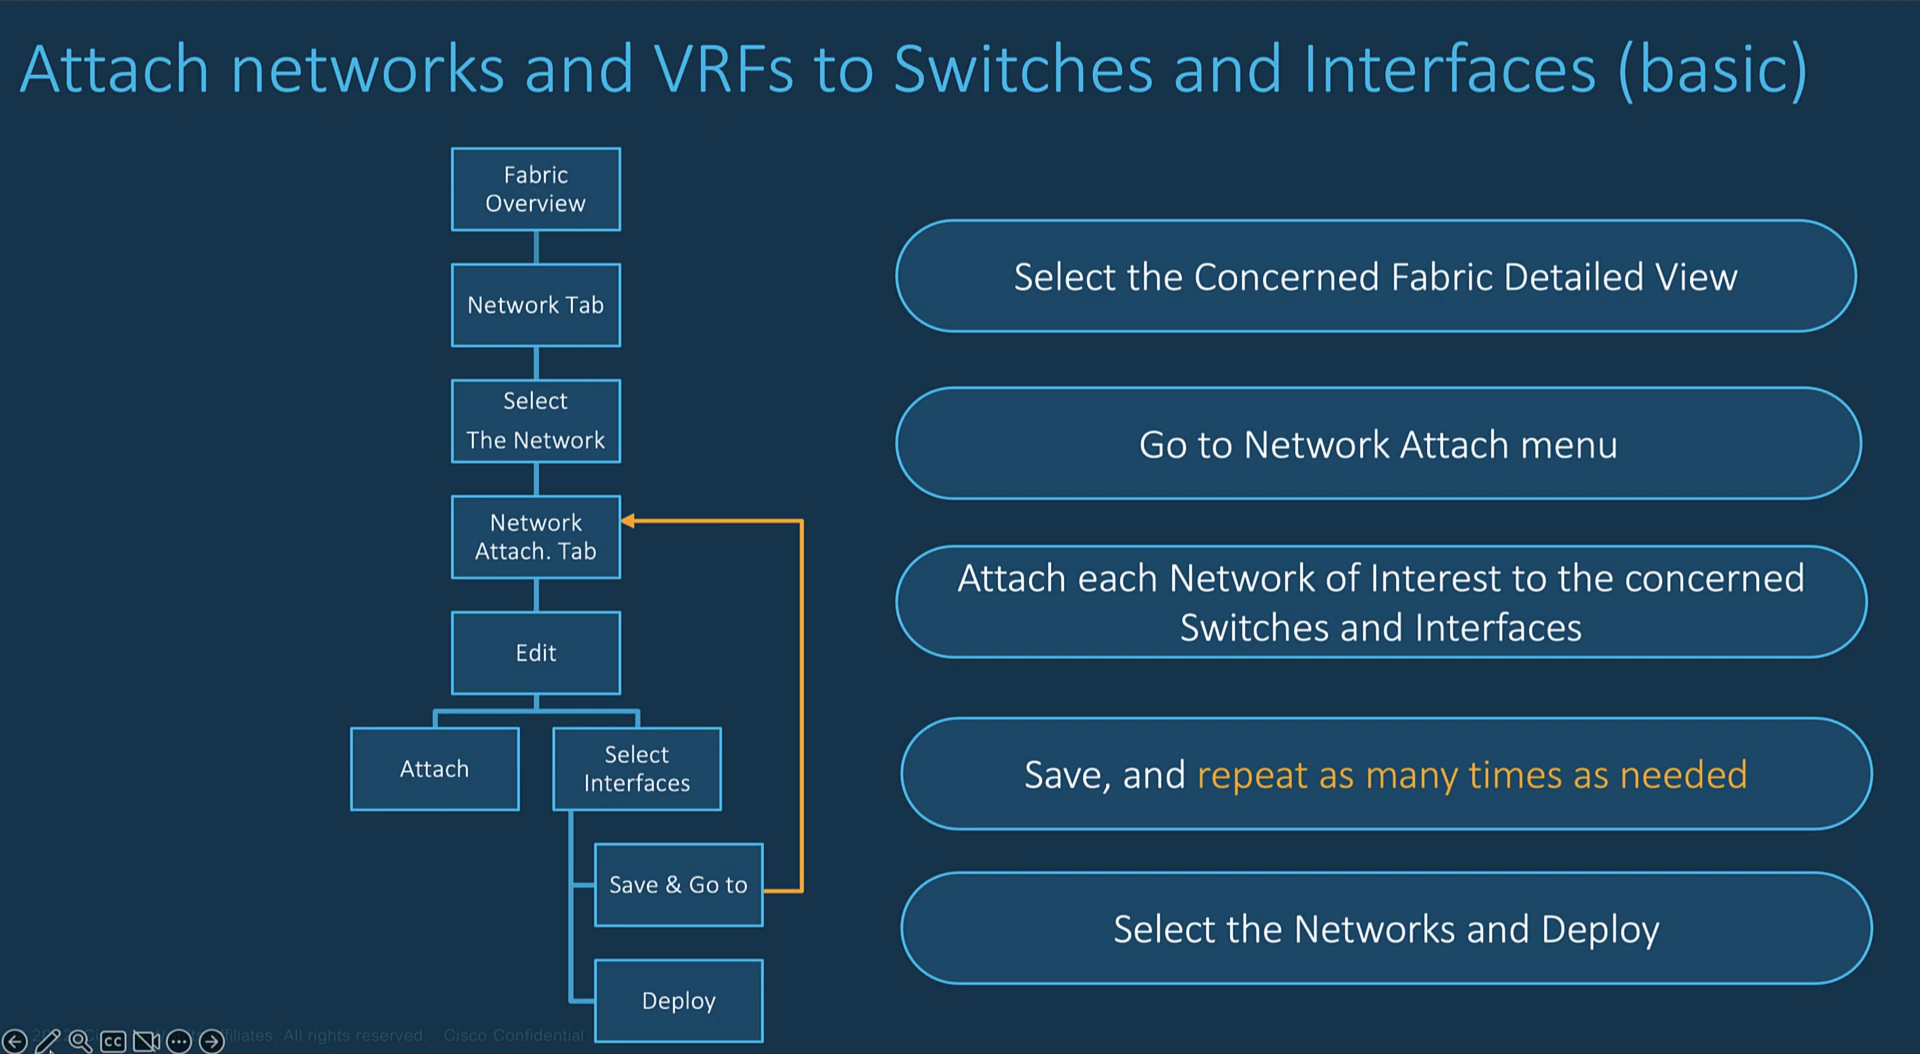 Attach networks and VRFs to Switches and Interfaces (basic)
Fabric
Overview
Network Tab
Select
The Network
Network
Attach. Tab
Edit
Attach
Select
Interfaces
Save & Go to
Deploy
Select the Concerned Fabric Detailed View
Go to Network Attach menu
Attach each Network of Interest to the concerned
Switches and Interfaces
Save, and repeat as many times as needed
Select the Networks and Deploy
All rights reserved. Cisco Confidential
CC